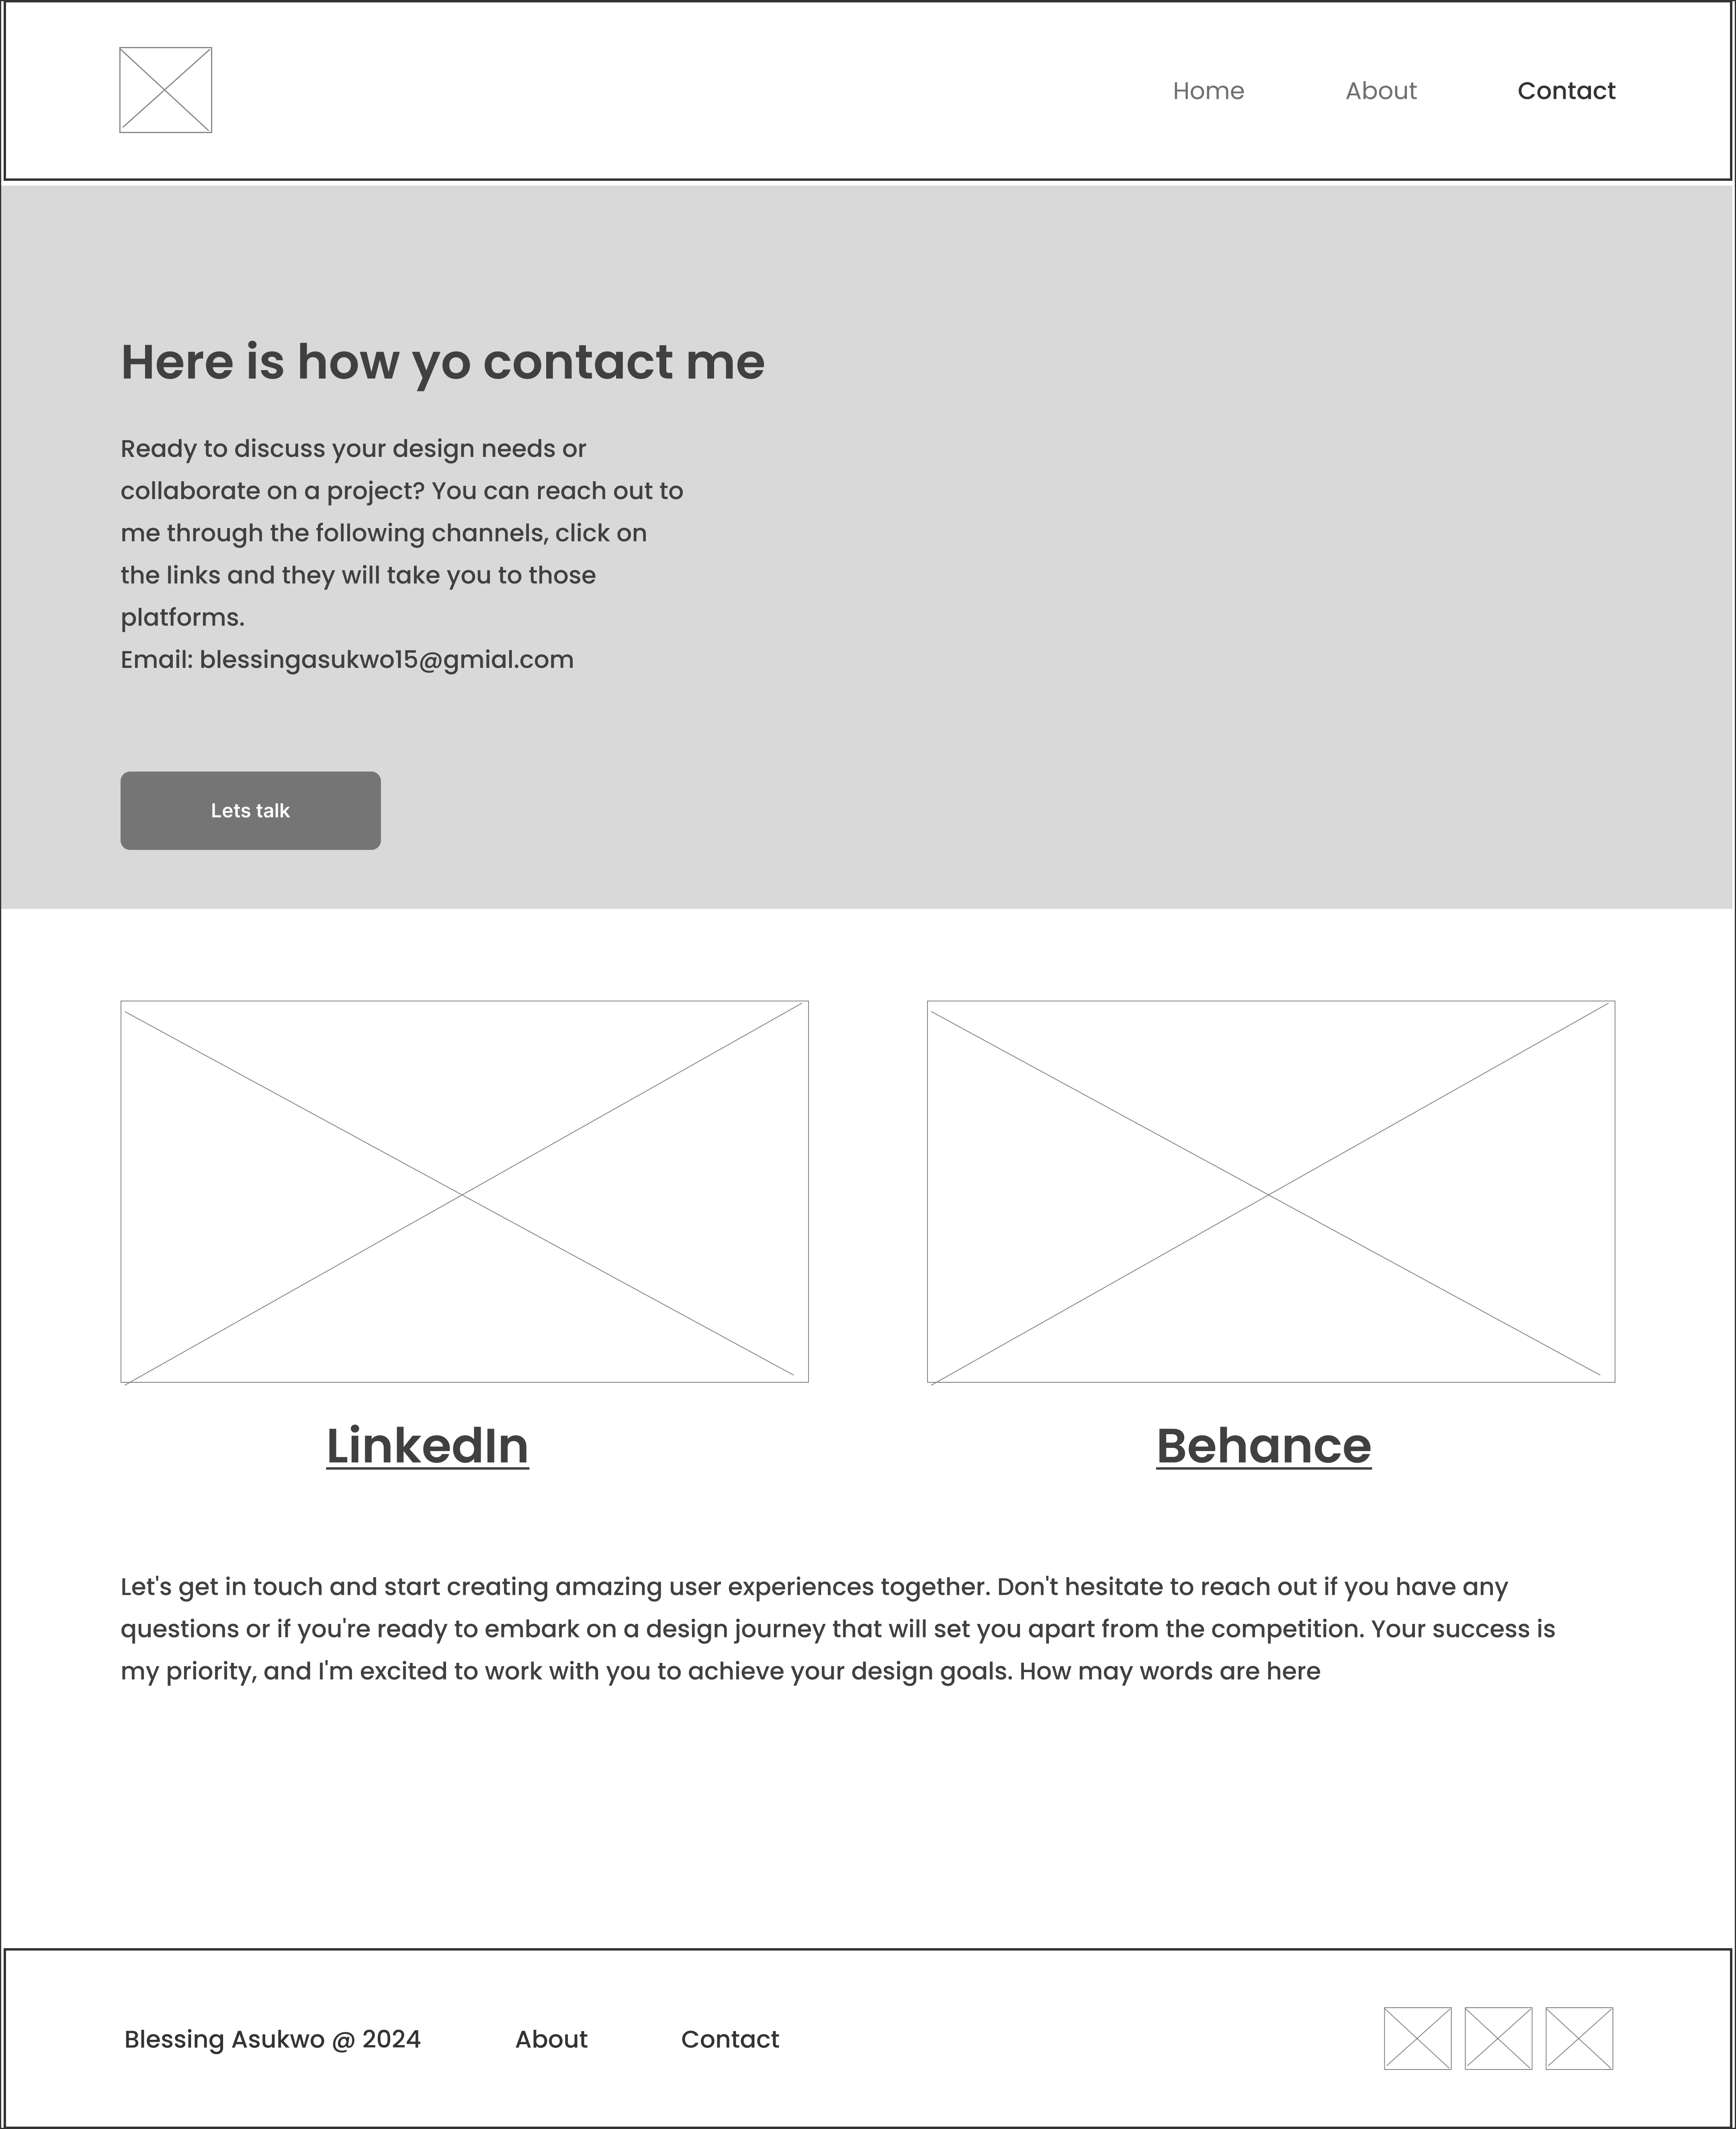 Home About Contact
Here is how yo contact me
Ready to discuss your design needs or
collaborate on a project? You can reach out to
me through the following channels, click on
the links and they will take you to those
platforms.
Email: blessingasukwo15@gmial.com
Lets talk
LinkedIn
Behance
Let's get in touch and start creating amazing user experiences together. Don't hesitate to reach out if you have any
questions or if you're ready to embark on a design journey that will set you apart from the competition. Your success is
my priority, and I'm excited to work with you to achieve your design goals. How may words are here
Blessing Asukwo @ 2024 About Contact